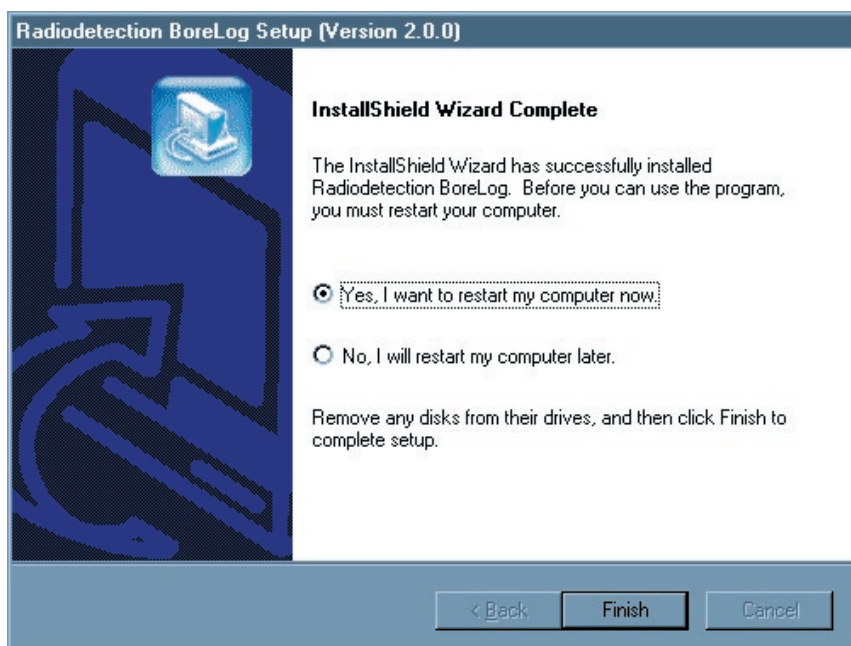 Radiodetection BoreLog Setup (Version 2.0.0)
InstallShield Wizard Complete
The InstallShield Wizard has successfully installed
Radiodetection BoreLog. Before you can use the program,
you must restart your computer.
Yes, I want to restart my computer now.
No, I will restart my computer later.
Remove any disks from their drives, and then click Finish to
complete setup.
< Back
Finish
Cancel